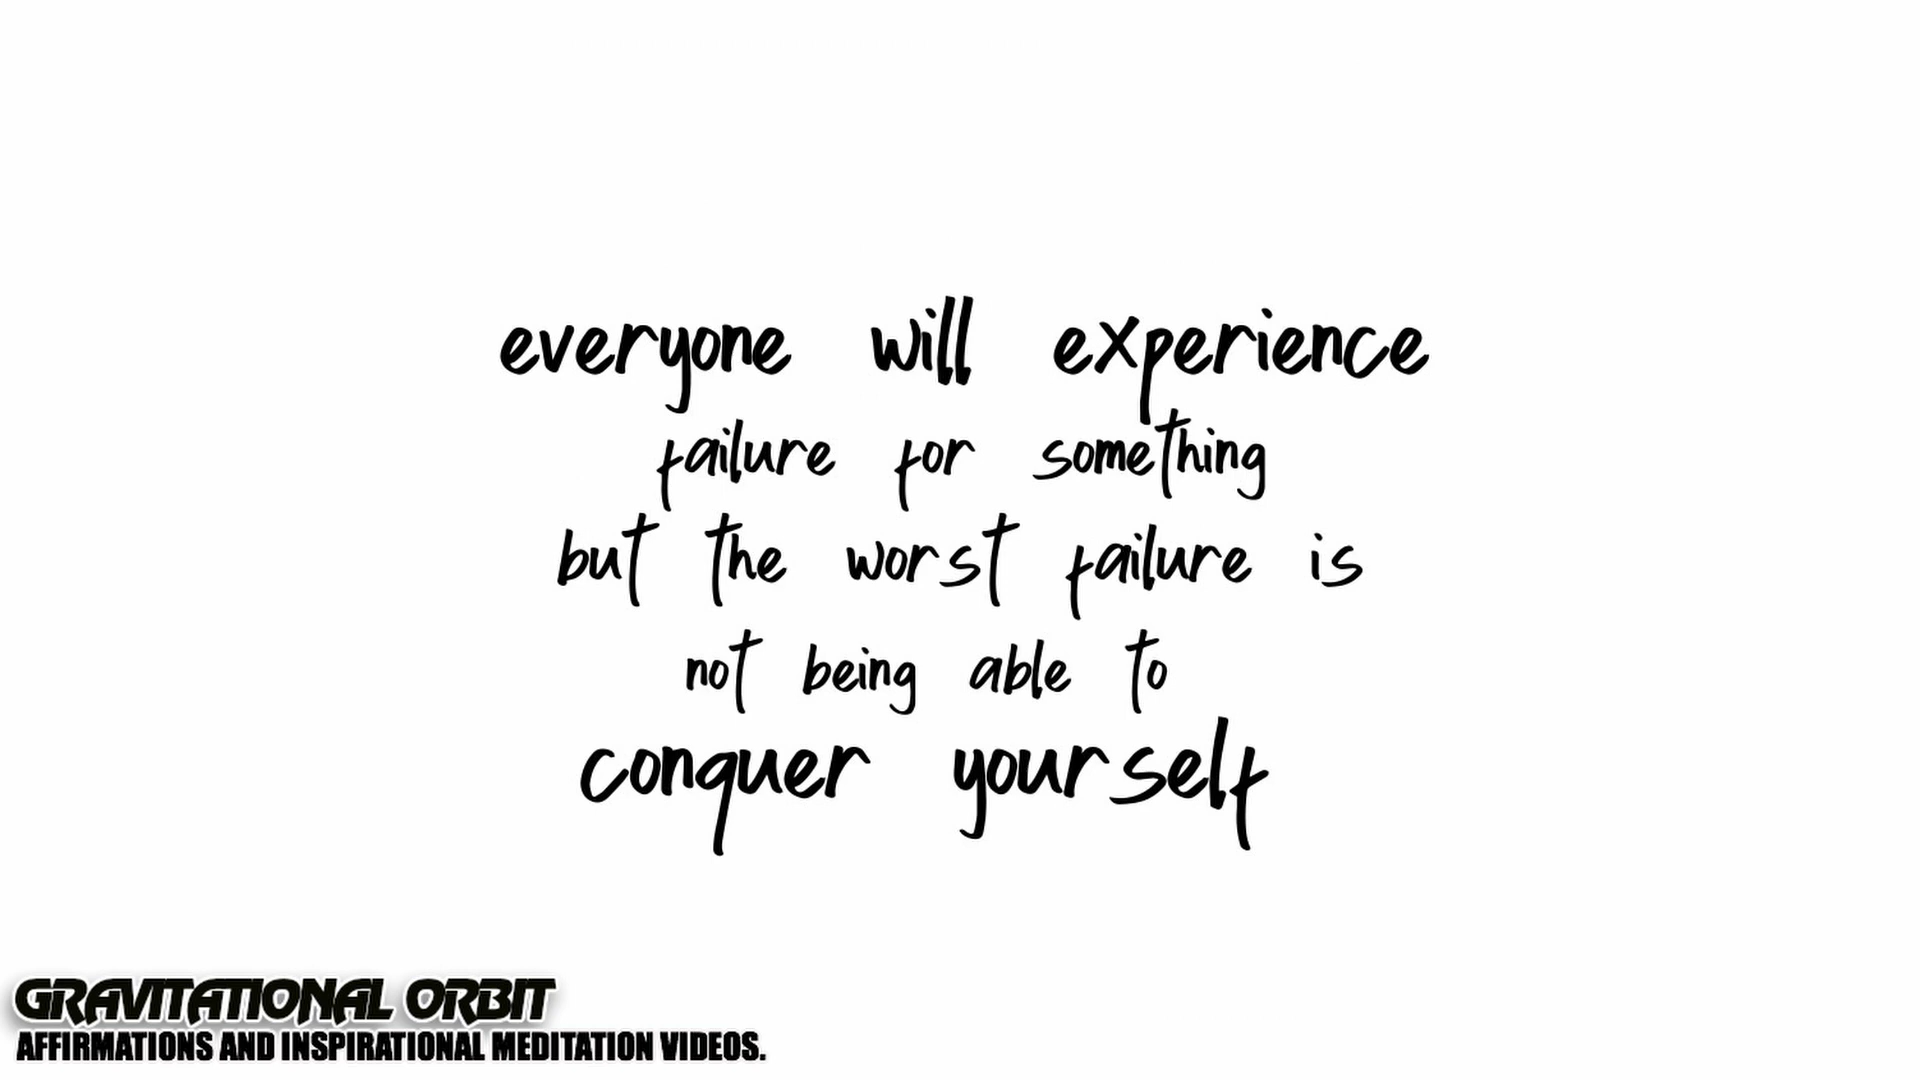 everyone will experience
failure for something
but the worst failure is
not being able to
conquer yourself
GRAVITATIONAL ORBIT
AFFIRMATIONS AND INSPIRATIONAL MEDITATION VIDEOS.